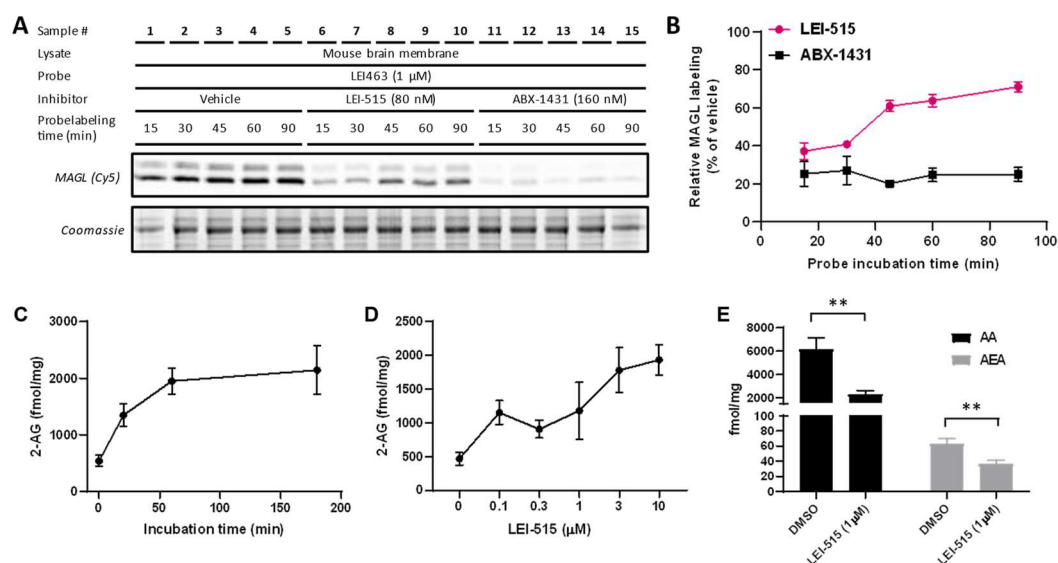 A
Sample # 1 2 3 4 5 6 7 8 9 10 11 12 13 14 15
Lysate Mouse brain membrane
Probe LEI463 (1 μM)
Inhibitor Vehicle LEI-515 (80 nM) ABX-1431 (160 nM)
Probelabeling
time (min) 15 30 45 60 90 15 30 45 60 90 15 30 45 60 90
MAGL (Cy5)
Coomassie
B
LEI-515
ABX-1431
Relative MAGL labeling
(% of vehicle)
100
80
60
40
20
0
0 20 40 60 80 100
Probe incubation time (min)
C
2-AG (fmol/mg)
3000
2000
1000
0
0 50 100 150 200
Incubation time (min)
D
2-AG (fmol/mg)
2500
2000
1500
1000
500
0
0 0.1 0.3 1 3 10
LEI-515 (μM)
E
**
**
AA
AEA
fmol/mg
8000
6000
4000
2000
100
80
60
40
20
0
DMSO
LEI-515 (1μM)
DMSO
LEI-515 (1μM)